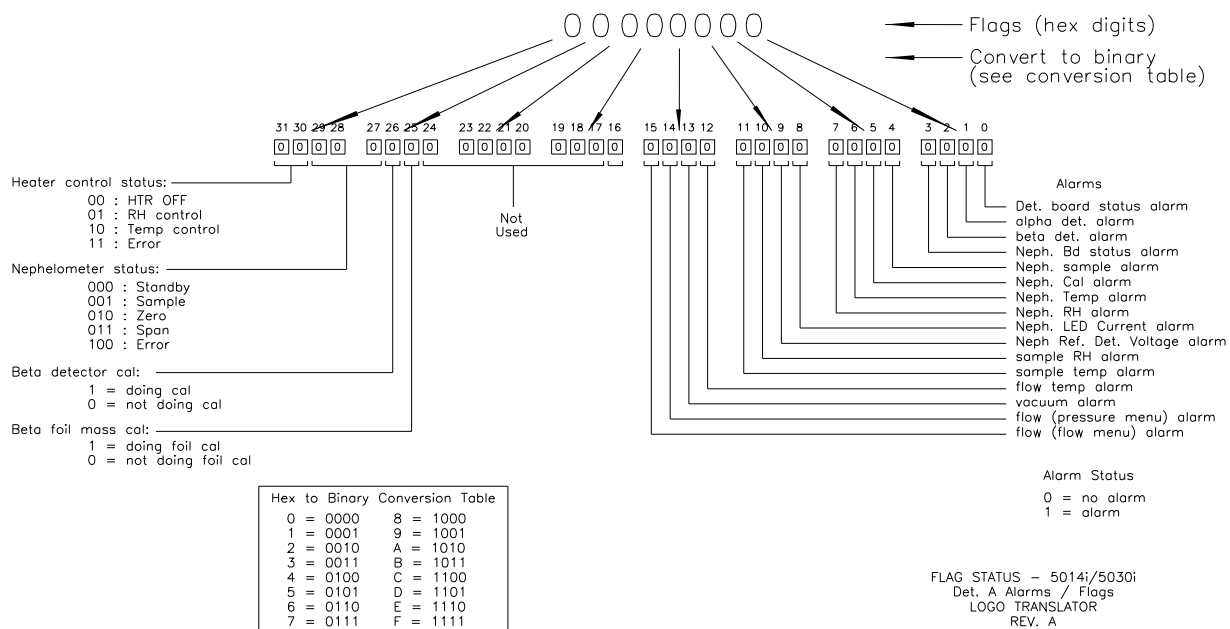 0 0 0 0 0 0 0 0
Flags (hex digits)
Convert to binary
(see conversion table)
31 30 29 28 27 26 25 24 23 22 21 20 19 18 17 16 15 14 13 12 11 10 9 8 7 6 5 4 3 2 1 0
0 0 0 0 0 0 0 0 0 0 0 0 0 0 0 0 0 0 0 0 0 0 0 0 0 0 0 0 0 0 0 0
Heater control status:
00 : HTR OFF
01 : RH control
10 : Temp control
11 : Error
Nephelometer status:
000 : Standby
001 : Sample
010 : Zero
011 : Span
100 : Error
Beta detector cal:
1 = doing cal
0 = not doing cal
Beta foil mass cal:
1 = doing foil cal
0 = not doing foil cal
Not
Used
Alarms
Det. board status alarm
alpha det. alarm
beta det. alarm
Neph. Bd status alarm
Neph. sample alarm
Neph. Cal alarm
Neph. Temp alarm
Neph. RH alarm
Neph. LED Current alarm
Neph Ref. Det. Voltage alarm
sample RH alarm
sample temp alarm
flow temp alarm
vacuum alarm
flow (pressure menu) alarm
flow (flow menu) alarm
Alarm Status
0 = no alarm
1 = alarm
Hex to Binary Conversion Table
0 = 0000 8 = 1000
1 = 0001 9 = 1001
2 = 0010 A = 1010
3 = 0011 B = 1011
4 = 0100 C = 1100
5 = 0101 D = 1101
6 = 0110 E = 1110
7 = 0111 F = 1111
FLAG STATUS - 5014i/5030i
Det. A Alarms / Flags
LOGO TRANSLATOR
REV. A